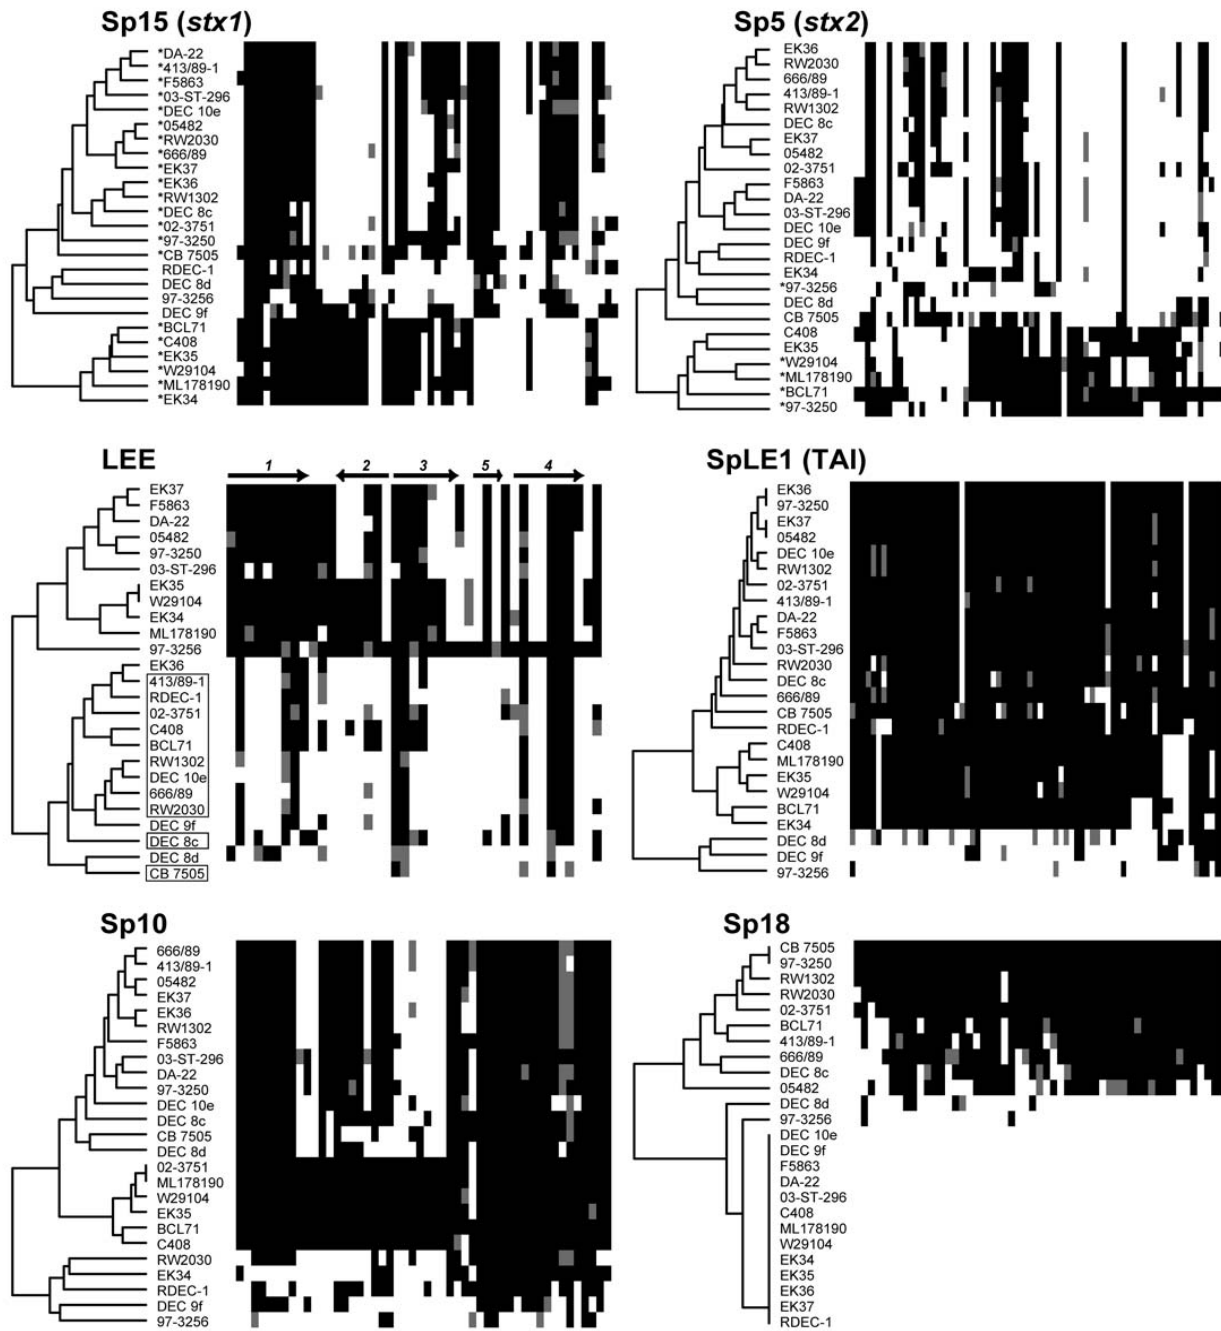 Sp15 (stx1)
*DA-22
*413/89-1
*F5863
*03-ST-296
*DEC 10e
*05482
*RW2030
*666/89
*EK37
*EK36
*RW1302
*DEC 8c
*02-3751
*97-3250
*CB 7505
RDEC-1
DEC 8d
97-3256
DEC 9f
*BCL71
*C408
*EK35
*W29104
*ML178190
*EK34
Sp5 (stx2)
EK36
RW2030
666/89
413/89-1
RW1302
DEC 8c
EK37
05482
02-3751
F5863
DA-22
03-ST-296
DEC 10e
DEC 9f
RDEC-1
EK34
*97-3256
DEC 8d
CB 7505
C408
EK35
*W29104
*ML178190
*BCL71
*97-3250
LEE
1 2 3 5 4
EK37
F5863
DA-22
05482
97-3250
03-ST-296
EK35
W29104
EK34
ML178190
97-3256
EK36
413/89-1
RDEC-1
02-3751
C408
BCL71
RW1302
DEC 10e
666/89
RW2030
DEC 9f
DEC 8c
DEC 8d
CB 7505
SpLE1 (TAI)
EK36
97-3250
EK37
05482
DEC 10e
RW1302
02-3751
413/89-1
DA-22
F5863
03-ST-296
RW2030
DEC 8c
666/89
CB 7505
RDEC-1
C408
ML178190
EK35
W29104
BCL71
EK34
DEC 8d
DEC 9f
97-3256
Sp10
666/89
413/89-1
05482
EK37
EK36
RW1302
F5863
03-ST-296
DA-22
97-3250
DEC 10e
DEC 8c
CB 7505
DEC 8d
02-3751
ML178190
W29104
EK35
BCL71
C408
RW2030
EK34
RDEC-1
DEC 9f
97-3256
Sp18
CB 7505
97-3250
RW1302
RW2030
02-3751
BCL71
413/89-1
666/89
DEC 8c
05482
DEC 8d
97-3256
DEC 10e
DEC 9f
F5863
DA-22
03-ST-296
C408
ML178190
W29104
EK34
EK35
EK36
EK37
RDEC-1